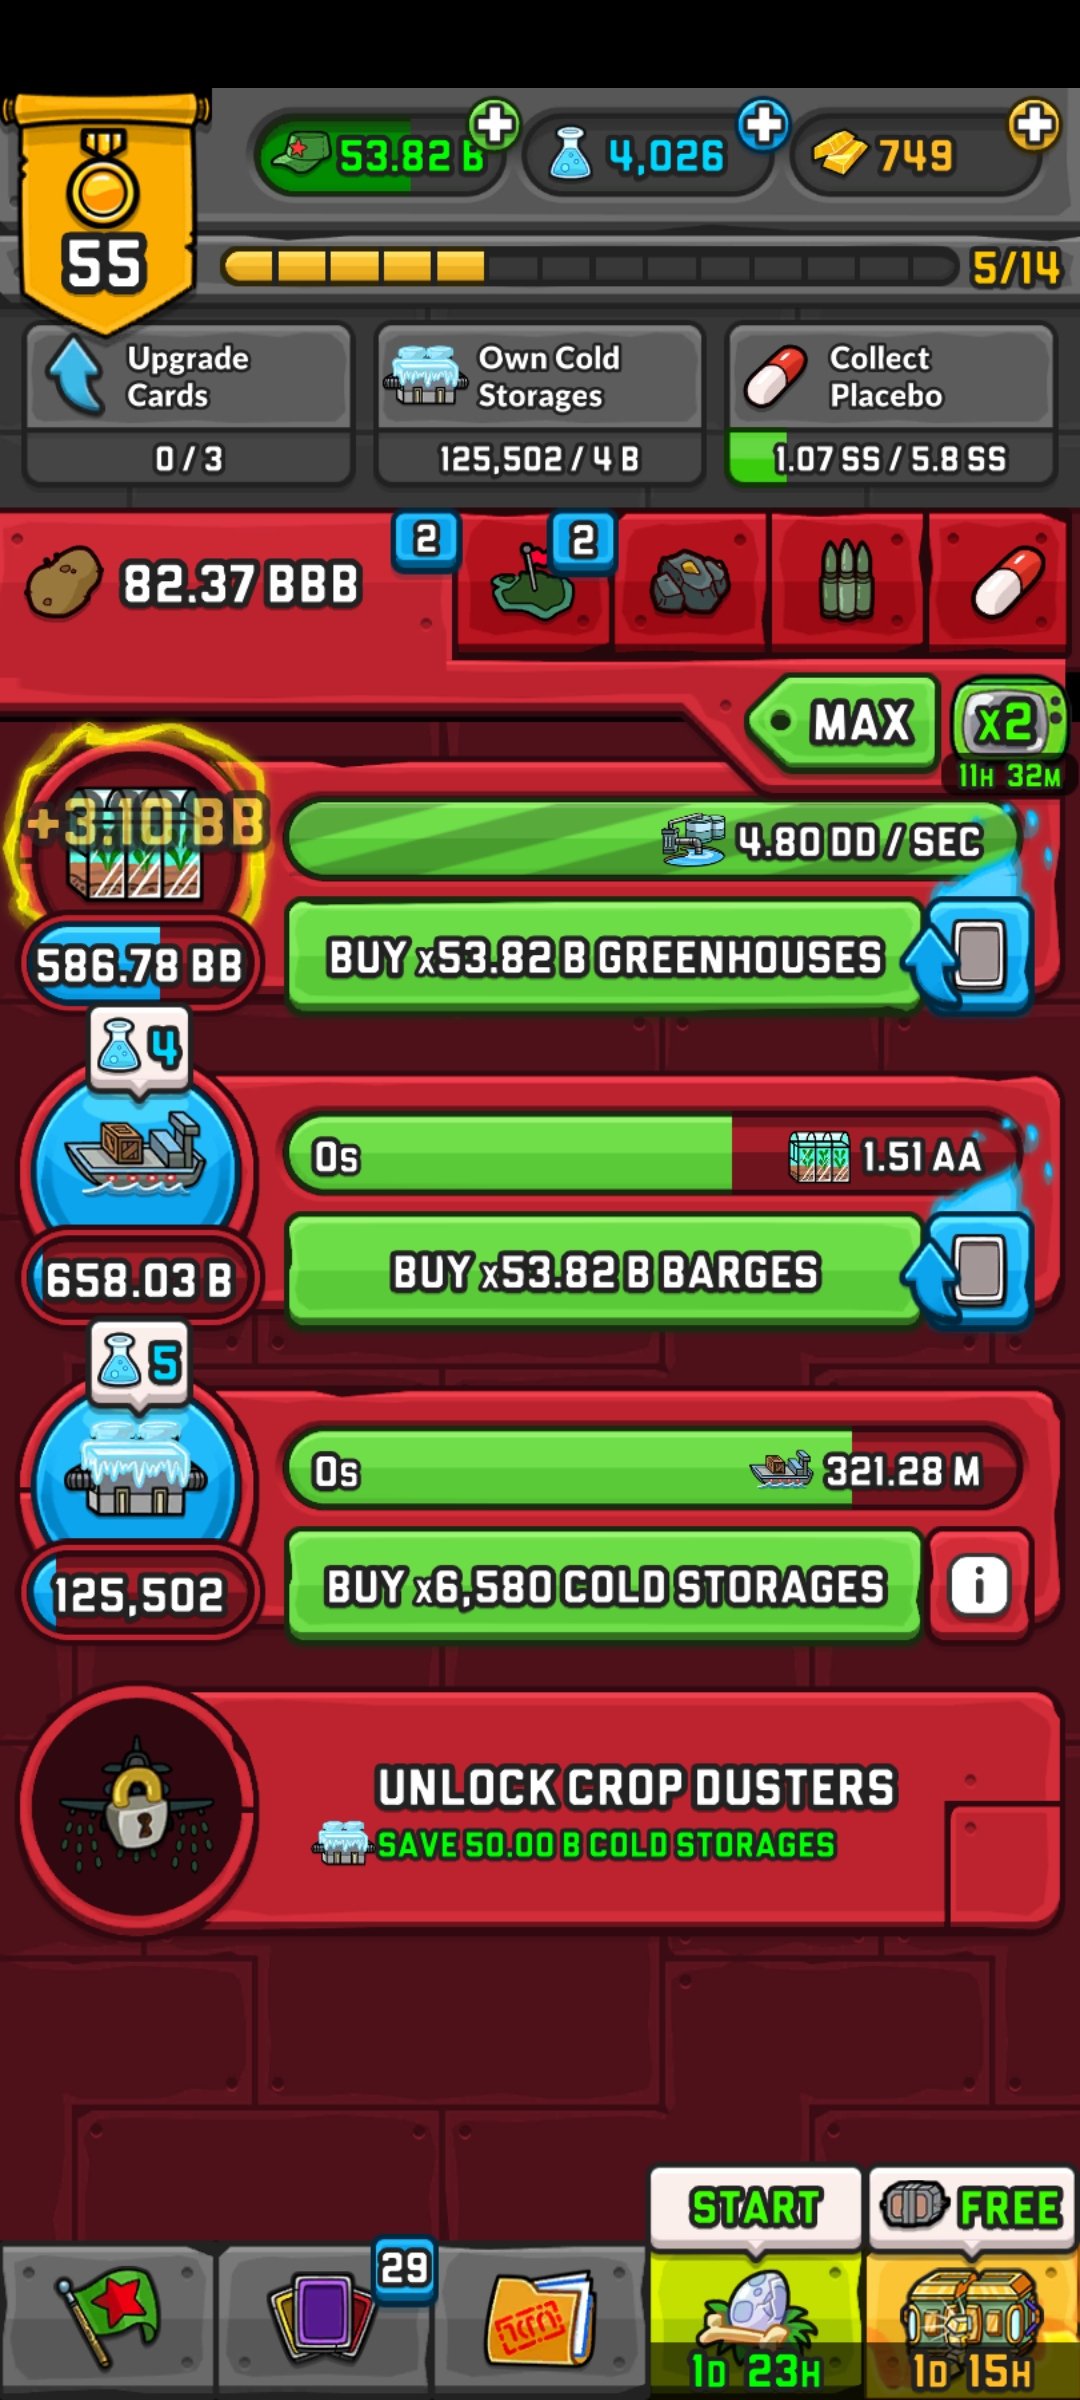 55
53.82 B
4,026
749
5/14
Upgrade Cards
0 / 3
Own Cold Storages
125,502 / 4 B
Collect Placebo
1.07 SS / 5.8 SS
82.37 BBB
2
2
MAX
x2
11H 32M
+3.10 BB
4.80 DD / SEC
586.78 BB
BUY x53.82 B GREENHOUSES
4
0s
1.51 AA
658.03 B
BUY x53.82 B BARGES
5
0s
321.28 M
125,502
BUY x6,580 COLD STORAGES
i
UNLOCK CROP DUSTERS
SAVE 50.00 B COLD STORAGES
START
FREE
29
1D 23H
1D 15H